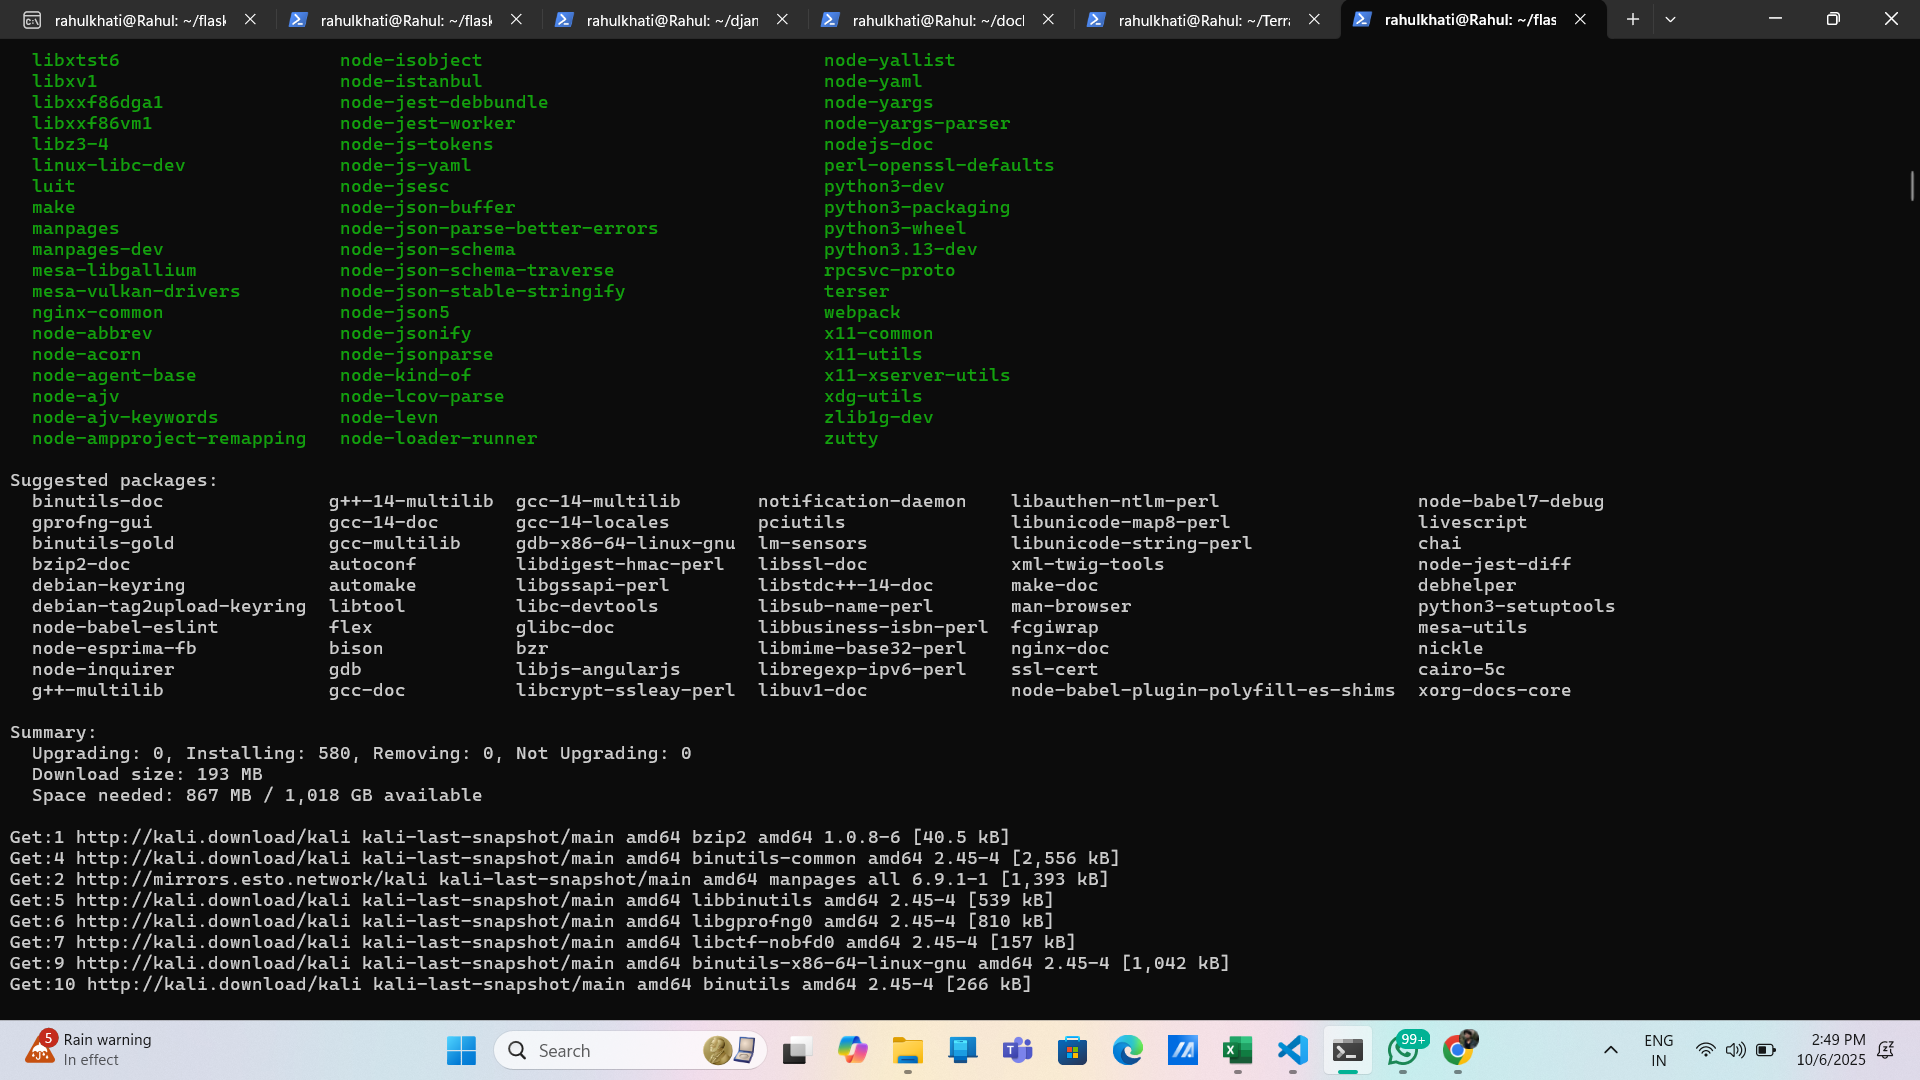 rahulkhati@Rahul: ~/flask rahulkhati@Rahul: ~/flask rahulkhati@Rahul: ~/djan rahulkhati@Rahul: ~/docl rahulkhati@Rahul: ~/Terra rahulkhati@Rahul: ~/flas
libxtst6 node-isobject node-yallist
libxv1 node-istanbul node-yaml
libxxf86dga1 node-jest-debbundle node-yargs
libxxf86vm1 node-jest-worker node-yargs-parser
libz3-4 node-js-tokens nodejs-doc
linux-libc-dev node-js-yaml perl-openssl-defaults
luit node-jsesc python3-dev
make node-json-buffer python3-packaging
manpages node-json-parse-better-errors python3-wheel
manpages-dev node-json-schema python3.13-dev
mesa-libgallium node-json-schema-traverse rpcsvc-proto
mesa-vulkan-drivers node-json-stable-stringify terser
nginx-common node-json5 webpack
node-abbrev node-jsonify x11-common
node-acorn node-jsonparse x11-utils
node-agent-base node-kind-of x11-xserver-utils
node-ajv node-lcov-parse xdg-utils
node-ajv-keywords node-levn zlib1g-dev
node-ampproject-remapping node-loader-runner zutty
Suggested packages:
binutils-doc g++-14-multilib gcc-14-multilib notification-daemon libauthen-ntlm-perl node-babel7-debug
gprofng-gui gcc-14-doc gcc-14-locales pciutils libunicode-map8-perl livescript
binutils-gold gcc-multilib gdb-x86-64-linux-gnu lm-sensors libunicode-string-perl chai
bzip2-doc autoconf libdigest-hmac-perl libssl-doc xml-twig-tools node-jest-diff
debian-keyring automake libgssapi-perl libstdc++-14-doc make-doc debhelper
debian-tag2upload-keyring libtool libc-devtools libsub-name-perl man-browser python3-setuptools
node-babel-eslint flex glibc-doc libbusiness-isbn-perl fcgiwrap mesa-utils
node-esprima-fb bison bzr libmime-base32-perl nginx-doc nickle
node-inquirer gdb libjs-angularjs libregexp-ipv6-perl ssl-cert cairo-5c
g++-multilib gcc-doc libcrypt-ssleay-perl libuv1-doc node-babel-plugin-polyfill-es-shims xorg-docs-core
Summary:
Upgrading: 0, Installing: 580, Removing: 0, Not Upgrading: 0
Download size: 193 MB
Space needed: 867 MB / 1,018 GB available
Get:1 http://kali.download/kali kali-last-snapshot/main amd64 bzip2 amd64 1.0.8-6 [40.5 kB]
Get:4 http://kali.download/kali kali-last-snapshot/main amd64 binutils-common amd64 2.45-4 [2,556 kB]
Get:2 http://mirrors.esto.network/kali kali-last-snapshot/main amd64 manpages all 6.9.1-1 [1,393 kB]
Get:5 http://kali.download/kali kali-last-snapshot/main amd64 libbinutils amd64 2.45-4 [539 kB]
Get:6 http://kali.download/kali kali-last-snapshot/main amd64 libgprofng0 amd64 2.45-4 [810 kB]
Get:7 http://kali.download/kali kali-last-snapshot/main amd64 libctf-nobfd0 amd64 2.45-4 [157 kB]
Get:9 http://kali.download/kali kali-last-snapshot/main amd64 binutils-x86-64-linux-gnu amd64 2.45-4 [1,042 kB]
Get:10 http://kali.download/kali kali-last-snapshot/main amd64 binutils amd64 2.45-4 [266 kB]
5 Rain warning
In effect
Search
99+
ENG
IN
2:49 PM
10/6/2025